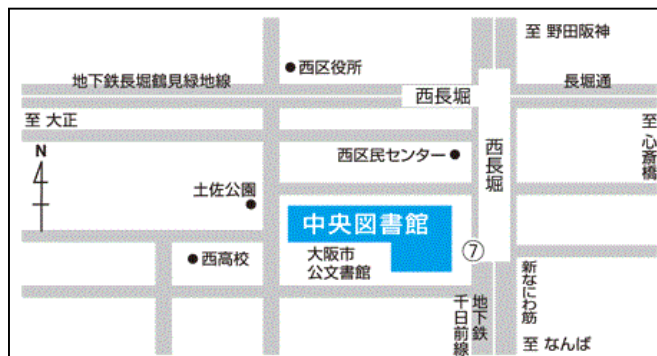 至 野田阪神
西区役所
地下鉄長堀鶴見緑地線
西長堀
長堀通
至 大正
至 心斎橋
西区民センター
西長堀
N
土佐公園
中央図書館
大阪市
公文書館
⑦
西高校
新なにわ筋
地下鉄
千日前線
至 なんば